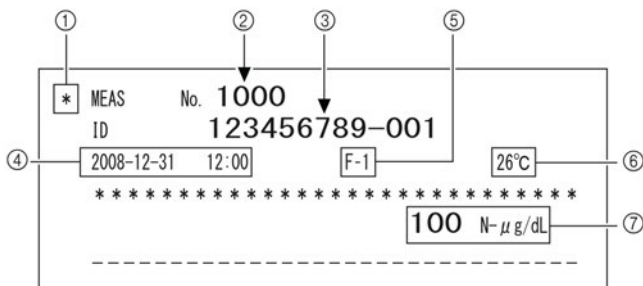 ① ② ③ ⑤
* MEAS No. 1000
ID 123456789-001
④ 2008-12-31 12:00 F-1 26℃ ⑥
* * * * * * * * * * * * * * * * * * * * * * * * * * * * *
100 N-μg/dL ⑦
- - - - - - - - - - - - - - - - - - - - - - - - - - - - - - - - - - - - -